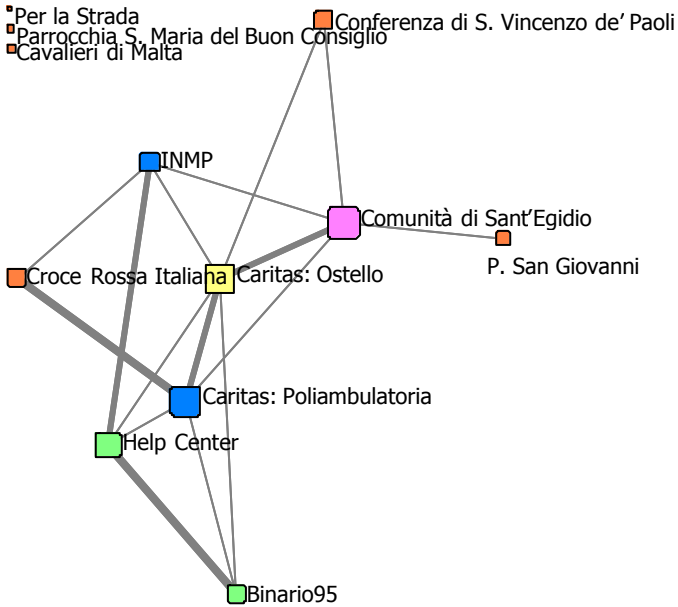 Per la Strada
Parrocchia S. Maria del Buon Consiglio
Cavalieri di Malta
Conferenza di S. Vincenzo de’ Paoli
INMP
Comunità di Sant’Egidio
P. San Giovanni
Croce Rossa Italiana
Caritas: Ostello
Caritas: Poliambulatoria
Help Center
Binario95